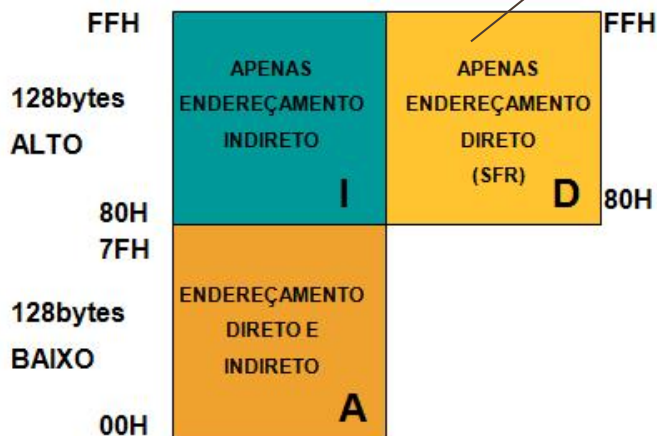 FFH
128bytes
ALTO
80H
APENAS
ENDEREÇAMENTO
INDIRETO
I
APENAS
ENDEREÇAMENTO
DIRETO
(SFR)
D
FFH
80H
7FH
128bytes
BAIXO
00H
ENDEREÇAMENTO
DIRETO E
INDIRETO
A